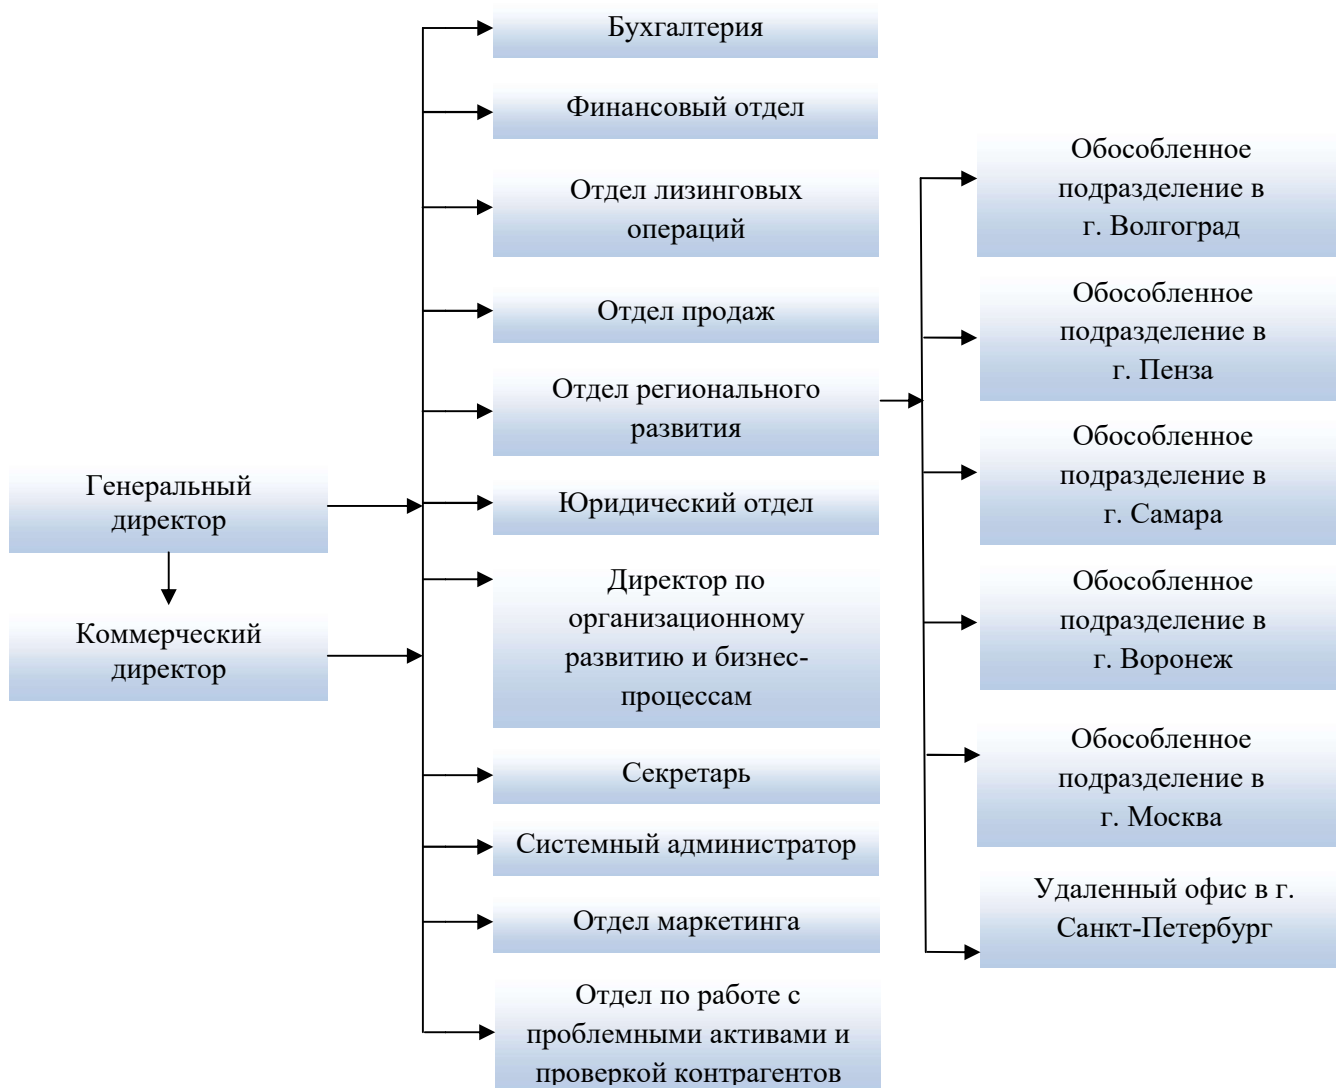 Генеральный
директор
Коммерческий
директор
Бухгалтерия
Финансовый отдел
Отдел лизинговых
операций
Отдел продаж
Отдел регионального
развития
Юридический отдел
Директор по
организационному
развитию и бизнес-
процессам
Секретарь
Системный администратор
Отдел маркетинга
Отдел по работе с
проблемными активами и
проверкой контрагентов
Обособленное
подразделение в
г. Волгоград
Обособленное
подразделение в
г. Пенза
Обособленное
подразделение в
г. Самара
Обособленное
подразделение в
г. Воронеж
Обособленное
подразделение в
г. Москва
Удаленный офис в г.
Санкт-Петербург